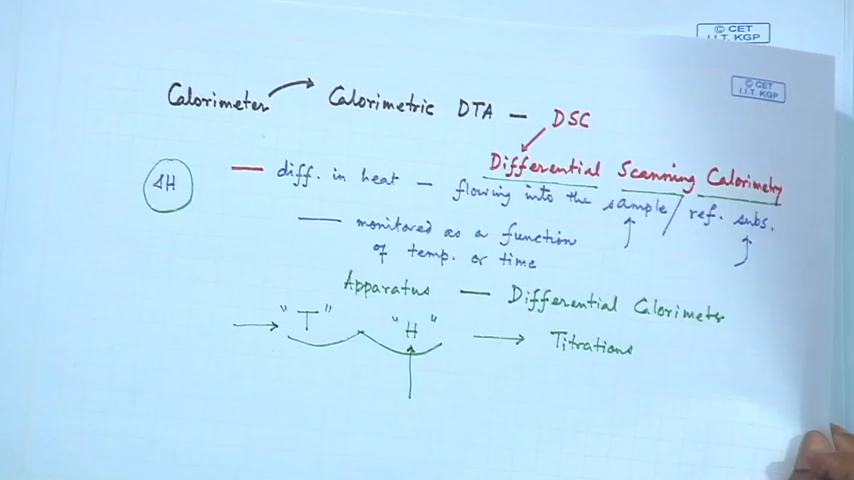 © CET
I.I.T. KGP
© CET
I.I.T. KGP
Calorimeter Calorimetric DTA — DSC
Differential Scanning Calorimetry
ΔH
— diff. in heat — flowing into the sample / ref. subs.
— monitored as a function
of temp. or time
Apparatus — Differential Calorimeter
"T" "H" Titrations